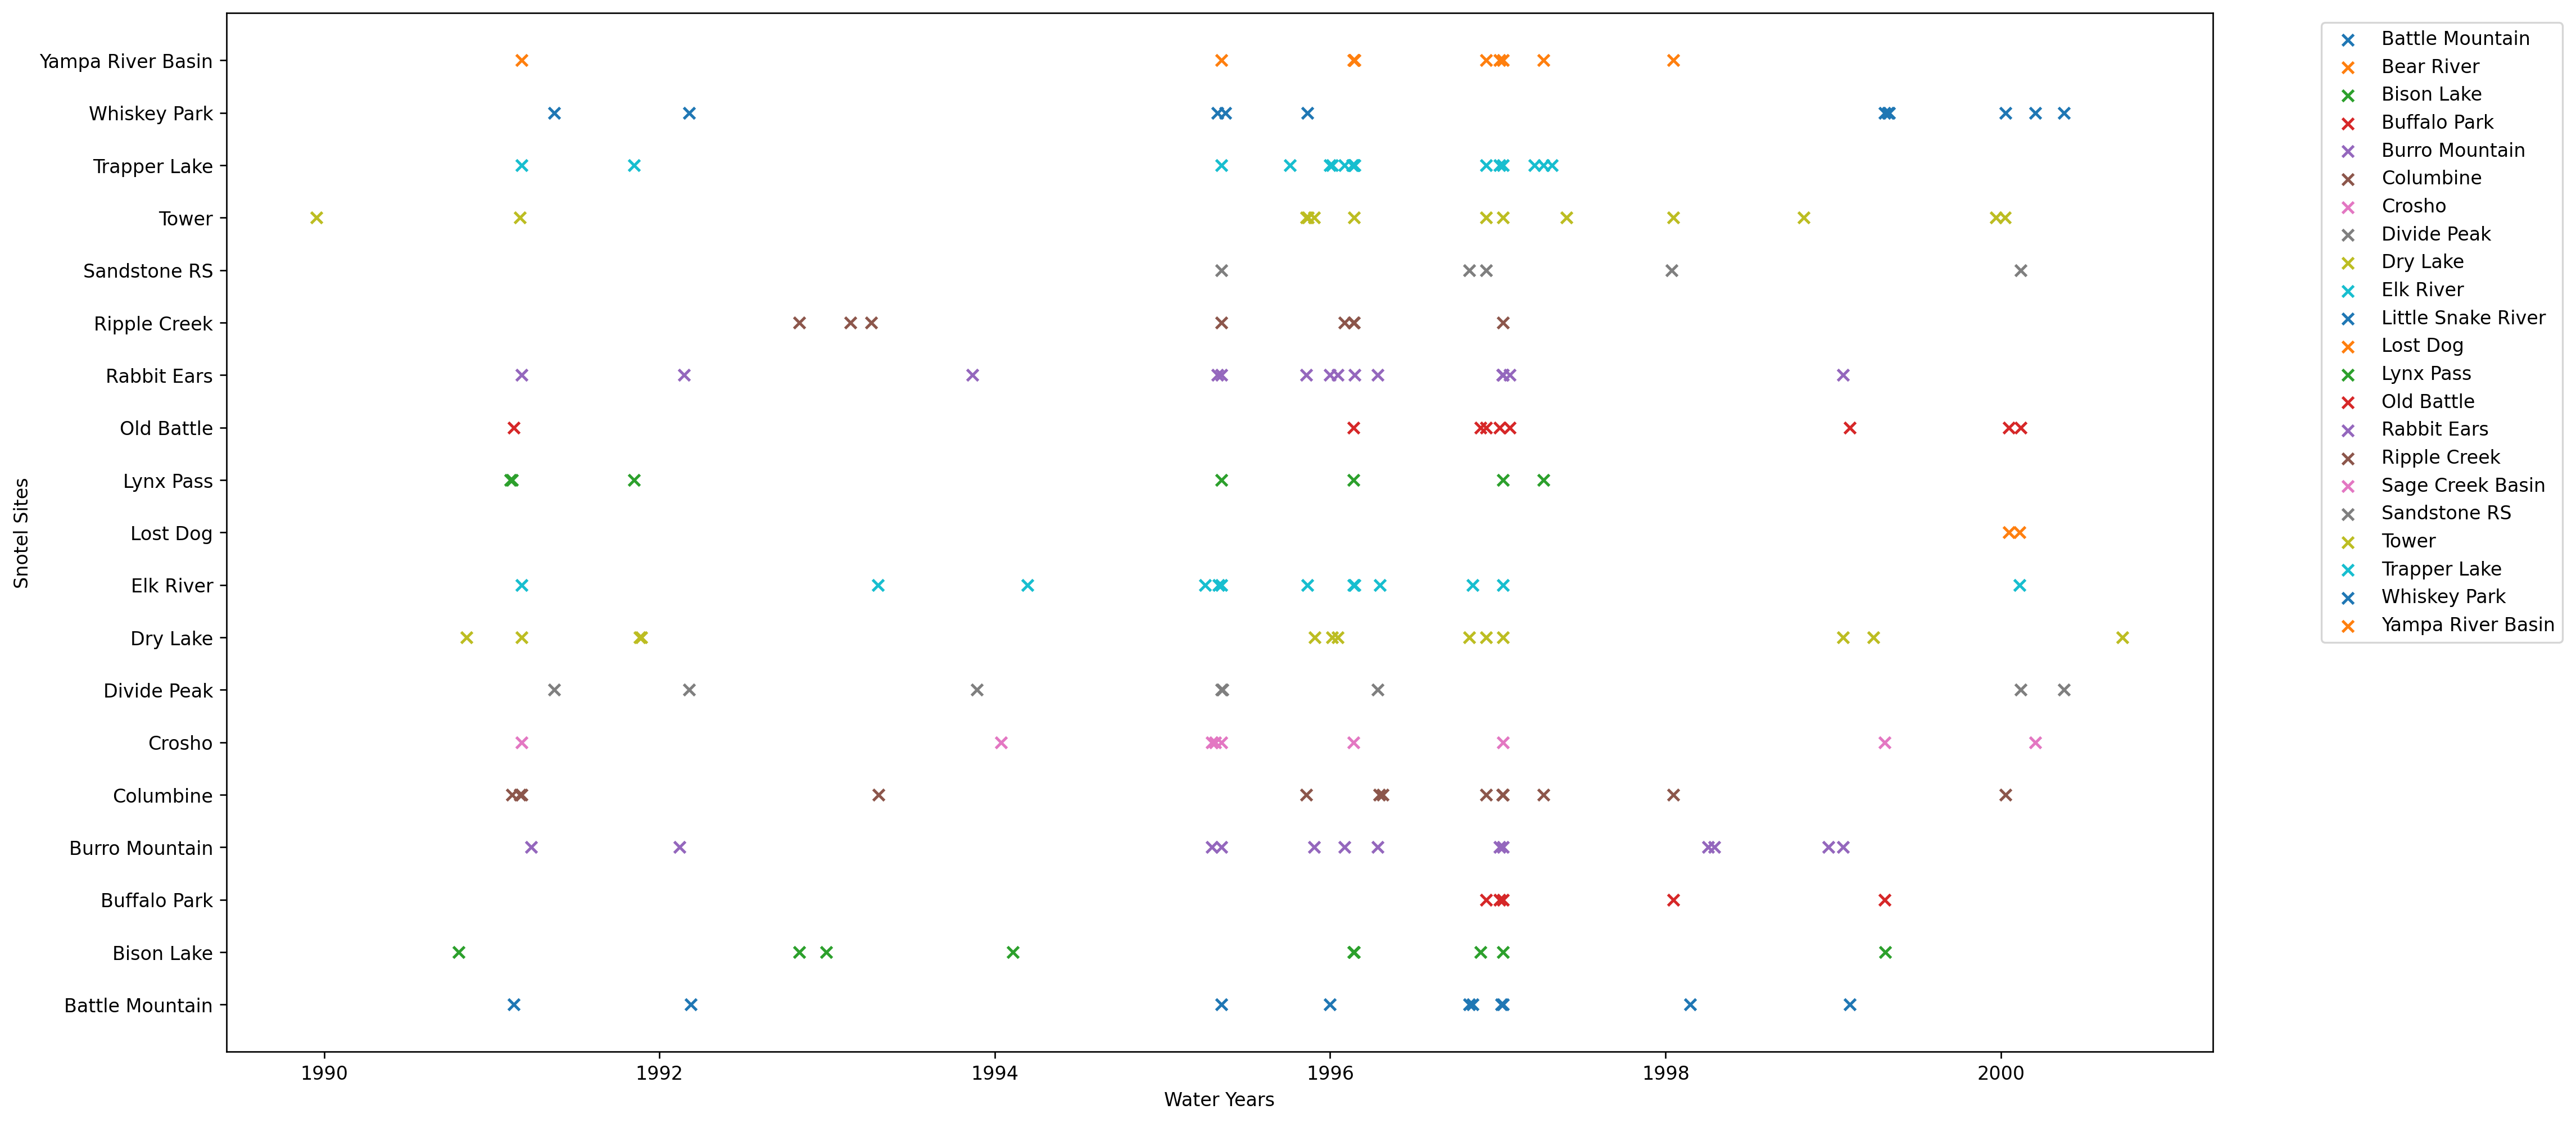 Yampa River Basin
Whiskey Park
Trapper Lake
Tower
Sandstone RS
Ripple Creek
Rabbit Ears
Old Battle
Lynx Pass
Lost Dog
Elk River
Dry Lake
Divide Peak
Crosho
Columbine
Burro Mountain
Buffalo Park
Bison Lake
Battle Mountain
Snotel Sites
1990 1992 1994 1996 1998 2000
Water Years
Battle Mountain
Bear River
Bison Lake
Buffalo Park
Burro Mountain
Columbine
Crosho
Divide Peak
Dry Lake
Elk River
Little Snake River
Lost Dog
Lynx Pass
Old Battle
Rabbit Ears
Ripple Creek
Sage Creek Basin
Sandstone RS
Tower
Trapper Lake
Whiskey Park
Yampa River Basin